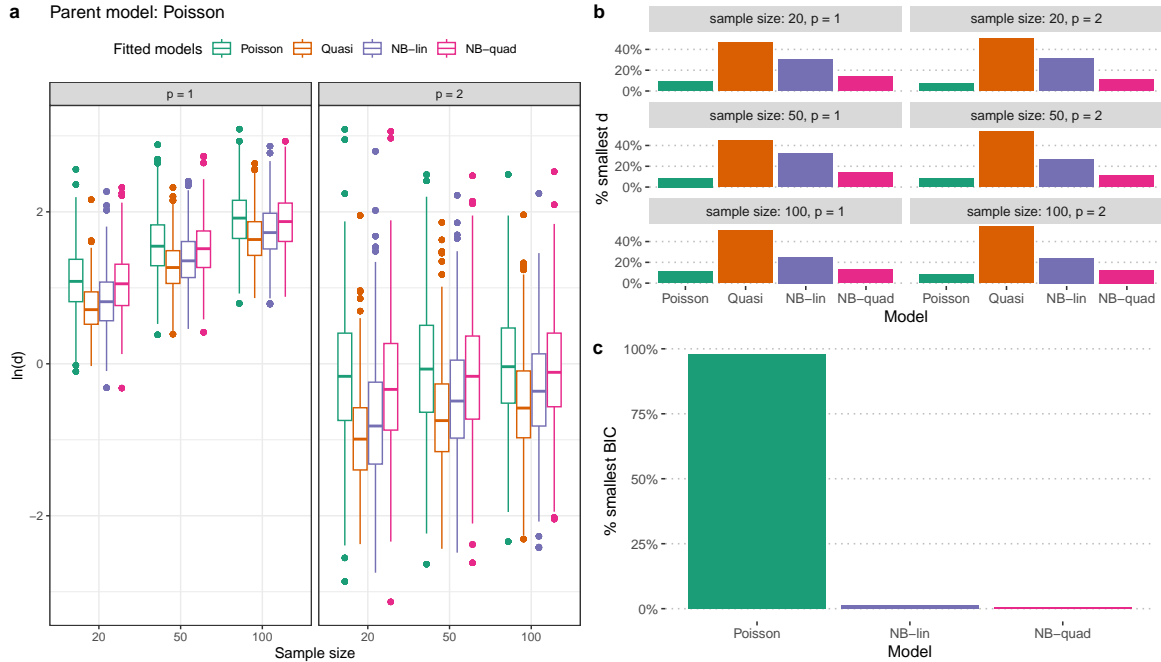 a
Parent model: Poisson
Fitted models Poisson Quasi NB−lin NB−quad
p = 1
p = 2
ln(d)
2
0
−2
20
50
100
20
50
100
Sample size
b
% smallest d
sample size: 20, p = 1
sample size: 20, p = 2
40%
20%
0%
sample size: 50, p = 1
sample size: 50, p = 2
40%
20%
0%
sample size: 100, p = 1
sample size: 100, p = 2
40%
20%
0%
Poisson
Quasi
NB−lin
NB−quad
Poisson
Quasi
NB−lin
NB−quad
Model
c
% smallest BIC
100%
75%
50%
25%
0%
Poisson
NB−lin
NB−quad
Model